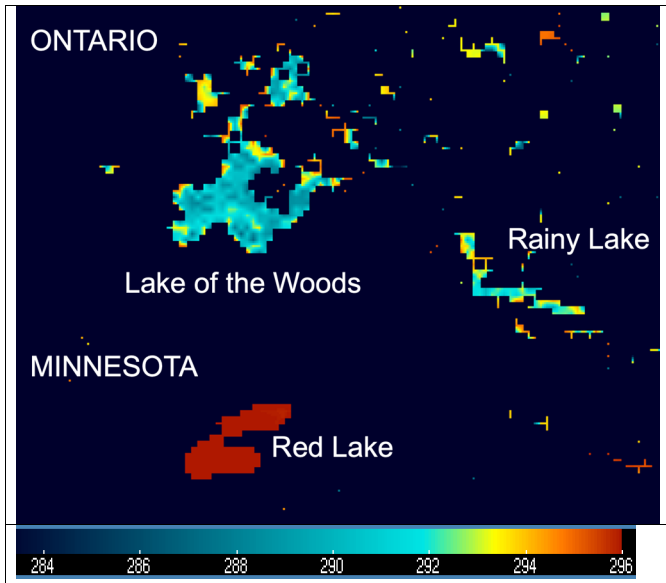 ONTARIO
Rainy Lake
Lake of the Woods
MINNESOTA
Red Lake
284 286 288 290 292 294 296